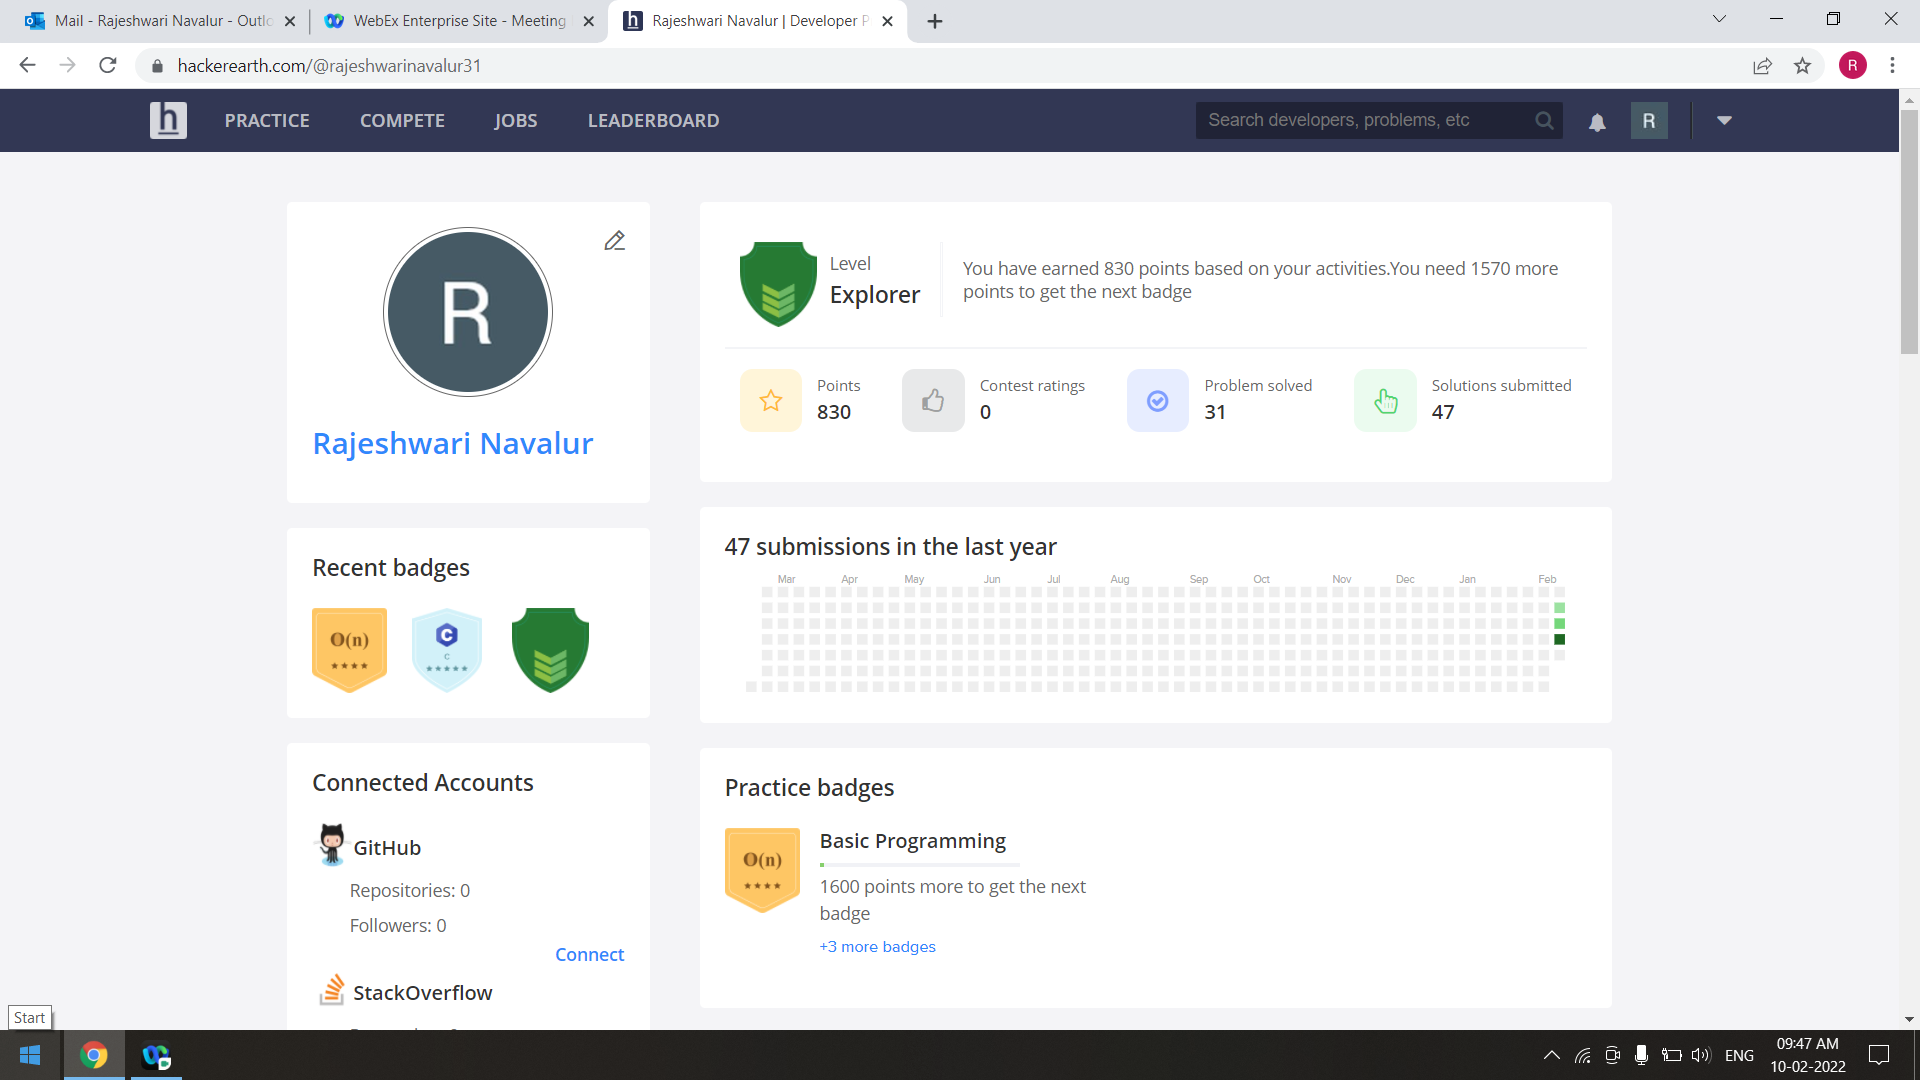 Mail - Rajeshwari Navalur - Outlo
WebEx Enterprise Site - Meeting
Rajeshwari Navalur | Developer P
hackerearth.com/@rajeshwarinavalur31
R
h
PRACTICE
COMPETE
JOBS
LEADERBOARD
Search developers, problems, etc
R
R
Rajeshwari Navalur
Level
Explorer
You have earned 830 points based on your activities.You need 1570 more
points to get the next badge
Points
830
Contest ratings
0
Problem solved
31
Solutions submitted
47
Recent badges
O(n)
C
C
47 submissions in the last year
Mar Apr May Jun Jul Aug Sep Oct Nov Dec Jan Feb
Connected Accounts
GitHub
Repositories: 0
Followers: 0
Connect
StackOverflow
Practice badges
O(n)
Basic Programming
1600 points more to get the next
badge
+3 more badges
Start
ENG
09:47 AM
10-02-2022